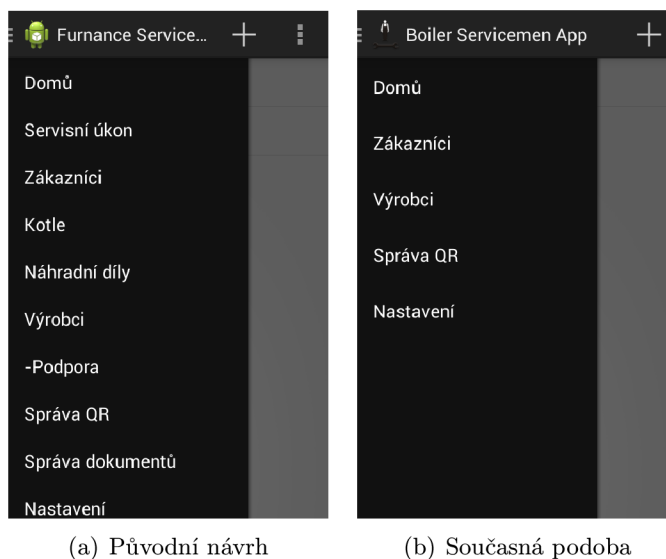 Furnance Service...
Domů
Servisní úkon
Zákazníci
Kotle
Náhradní díly
Výrobci
-Podpora
Správa QR
Správa dokumentů
Nastavení
(a) Původní návrh
Boiler Servicemen App
Domů
Zákazníci
Výrobci
Správa QR
Nastavení
(b) Současná podoba